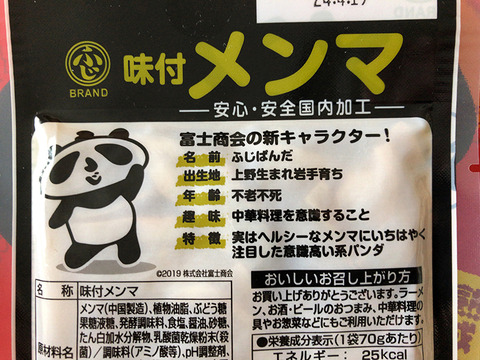 24.4.19
ふじ
BRAND
味付メンマ
安心・安全国内加工
富士商会の新キャラクター!
名前 ふじぱんだ
出生地 上野生まれ岩手育ち
年齢 不老不死
趣味 中華料理を意識すること
特徴 実はヘルシーなメンマにいちはやく
注目した意識高い系パンダ
©2019 株式会社富士商会
名称 味付メンマ
メンマ(中国製造)、植物油脂、ぶどう糖
果糖液糖、発酵調味料、食塩、醤油、砂糖、
たん白加水分解物、乳酸菌乾燥粉末(殺
原材料名
菌)/調味料(アミノ酸等)、pH調整剤、
おいしいお召し上がり方
お買い上げありがとうございます。ラーメ
ン、お酒・ビールのおつまみ、中華料理の
具やお惣菜などにもご利用いただけます。
●栄養成分表示(1袋70gあたり)
エネルギー: 25kcal